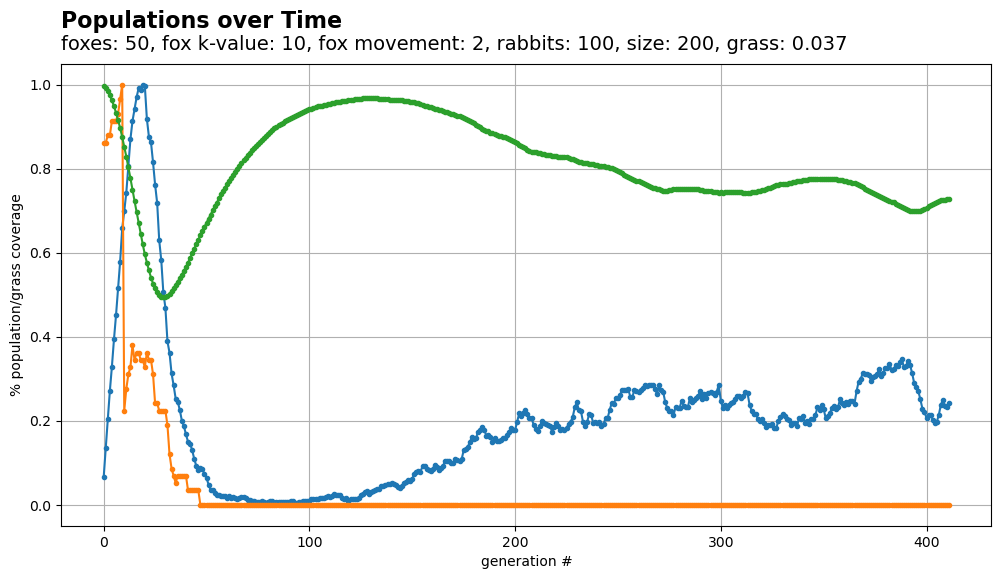 Populations over Time
foxes: 50, fox k-value: 10, fox movement: 2, rabbits: 100, size: 200, grass: 0.037
1.0
0.8
0.6
0.4
0.2
0.0
% population/grass coverage
0 100 200 300 400
generation #